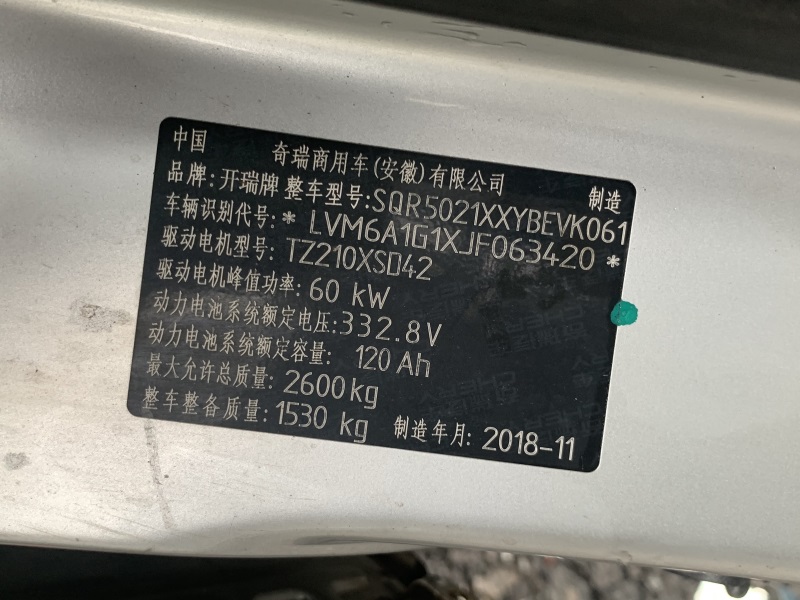 中国 奇瑞商用车(安徽)有限公司 制造
品牌:开瑞牌 整车型号:SQR5021XXYBEVK061
车辆识别代号:* LVM6A1G1XJF063420 *
驱动电机型号: TZ210XSD42
驱动电机峰值功率: 60 kW
动力电池系统额定电压:332.8V
动力电池系统额定容量: 120 Ah
最大允许总质量: 2600kg
整车整备质量:1530 kg 制造年月: 2018-11